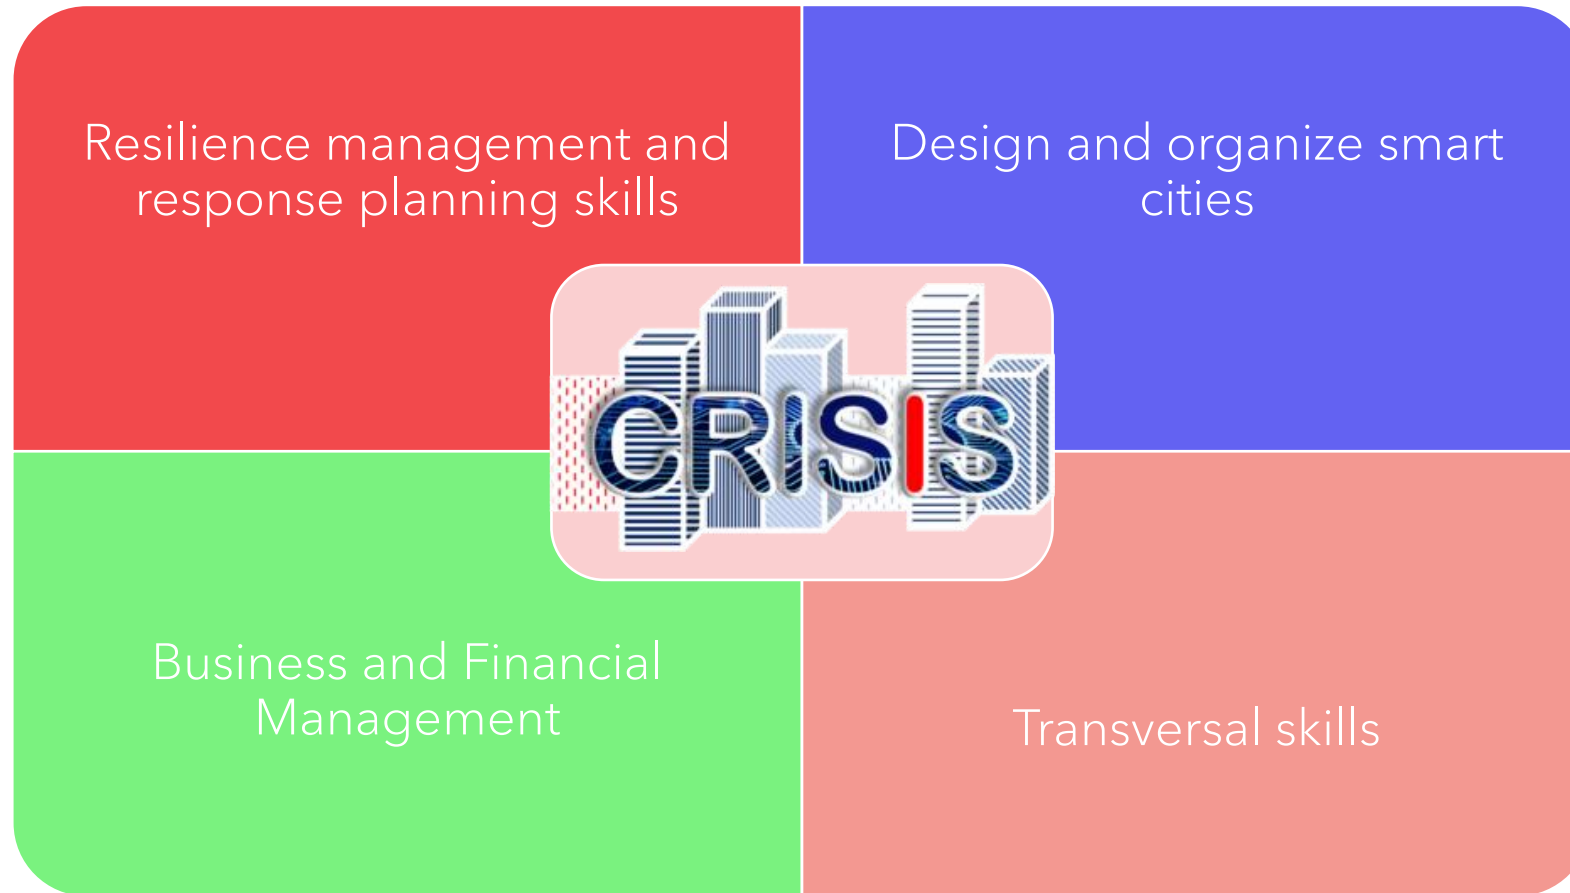 Resilience management and
response planning skills
Design and organize smart
cities
CRISIS
Business and Financial
Management
Transversal skills